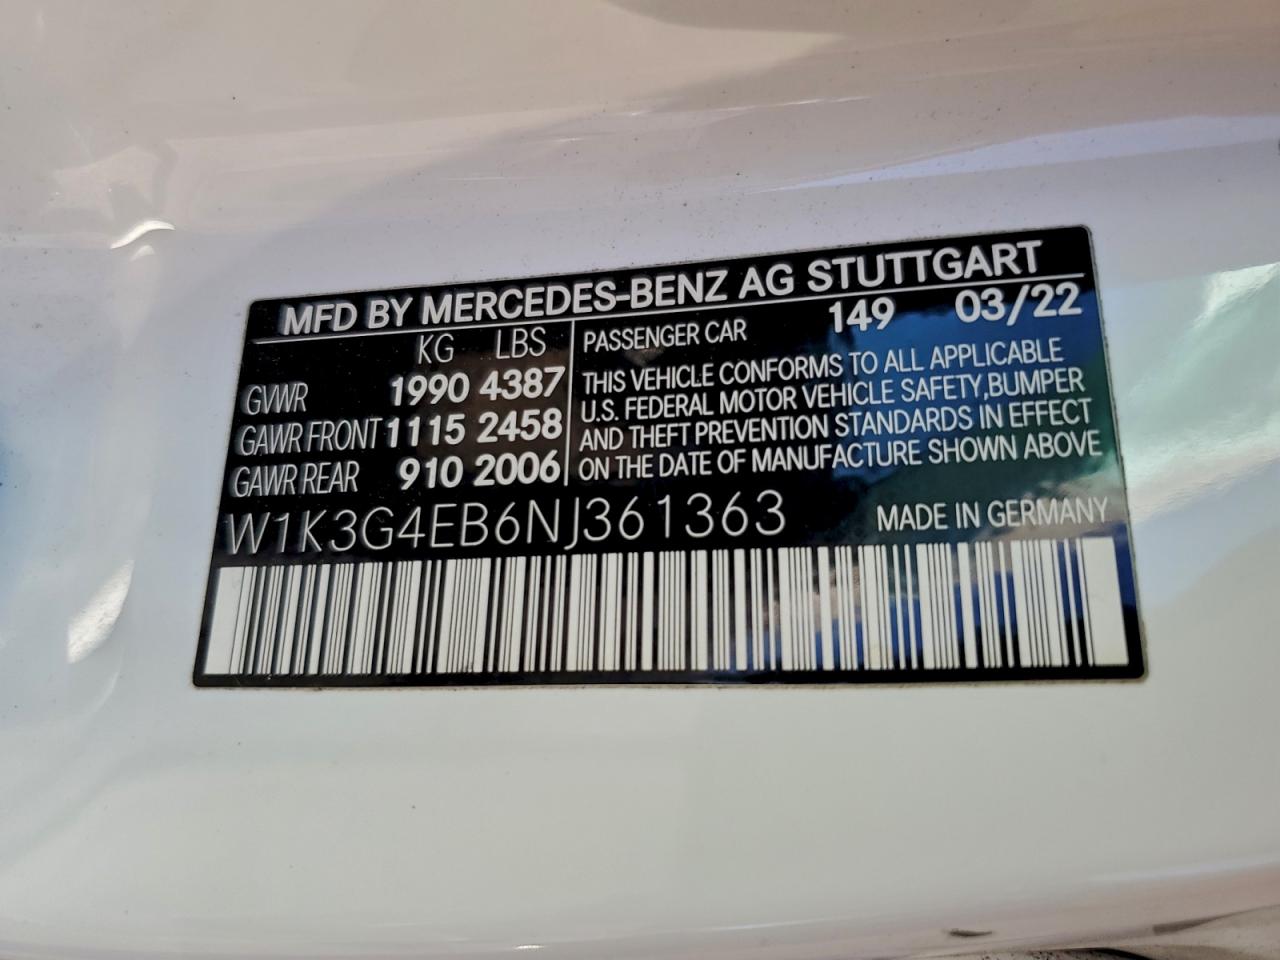 MFD BY MERCEDES-BENZ AG STUTTGART
KG LBS
GVWR 1990 4387
GAWR FRONT 1115 2458
GAWR REAR 910 2006
PASSENGER CAR 149 03/22
THIS VEHICLE CONFORMS TO ALL APPLICABLE
U.S. FEDERAL MOTOR VEHICLE SAFETY,BUMPER
AND THEFT PREVENTION STANDARDS IN EFFECT
ON THE DATE OF MANUFACTURE SHOWN ABOVE
W1K3G4EB6NJ361363 MADE IN GERMANY